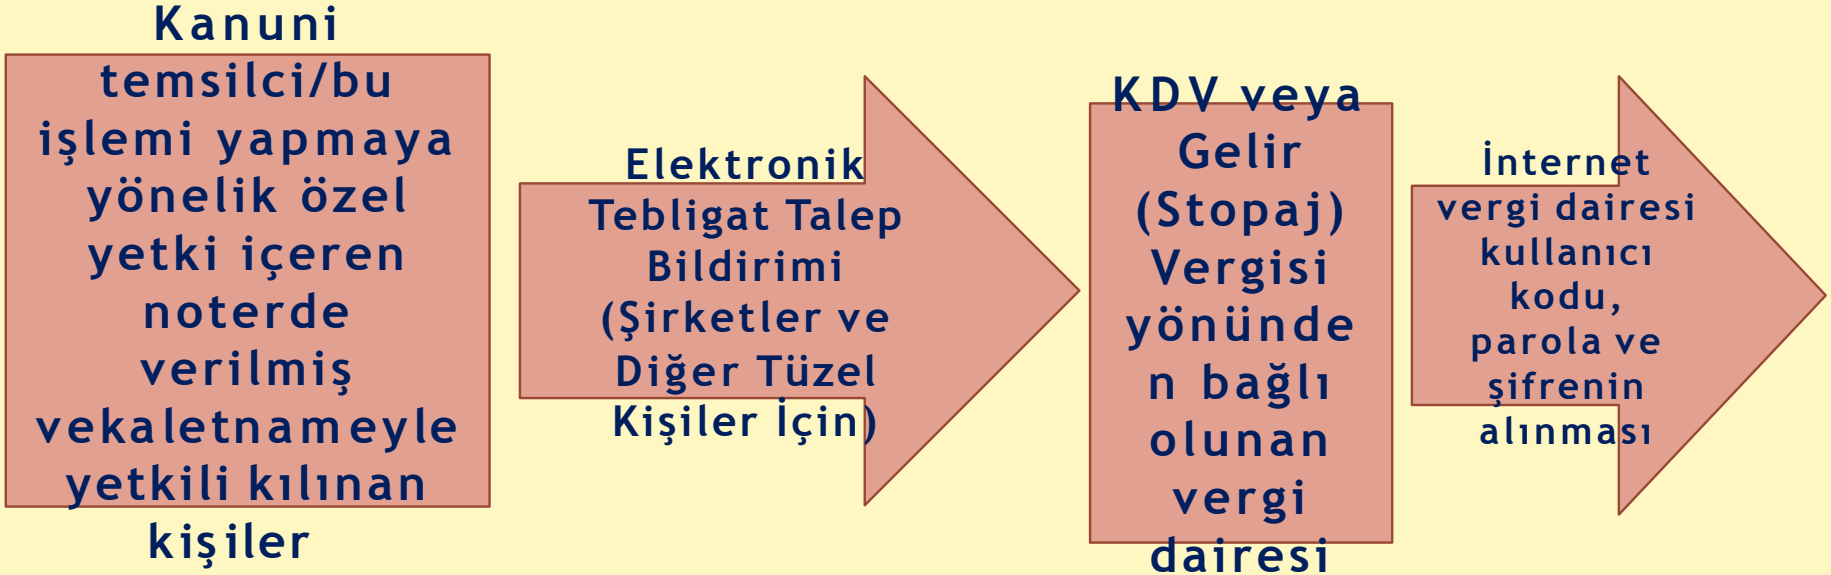 Kanuni
temsilci/bu
işlemi yapmaya
yönelik özel
yetki içeren
noterde
verilmiş
vekaletnameyle
yetkili kılınan
kişiler
Elektronik
Tebligat Talep
Bildirimi
(Şirketler ve
Diğer Tüzel
Kişiler İçin)
KDV veya
Gelir
(Stopaj)
Vergisi
yönünde
n bağlı
olunan
vergi
dairesi
İnternet
vergi dairesi
kullanıcı
kodu,
parola ve
şifrenin
alınması